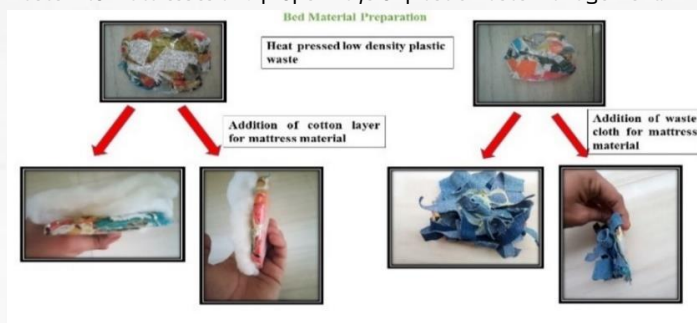 Bed Material Preparation
Heat pressed low density plastic
waste
Addition of cotton layer
for mattress material
Addition of waste
cloth for mattress
material